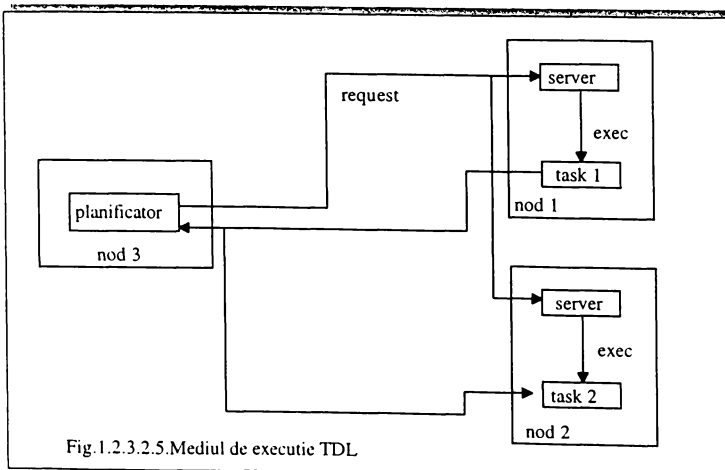 server
request
exec
task 1
planificator
nod 1
nod 3
server
exec
task 2
nod 2
Fig.1.2.3.2.5.Mediul de executie TDL